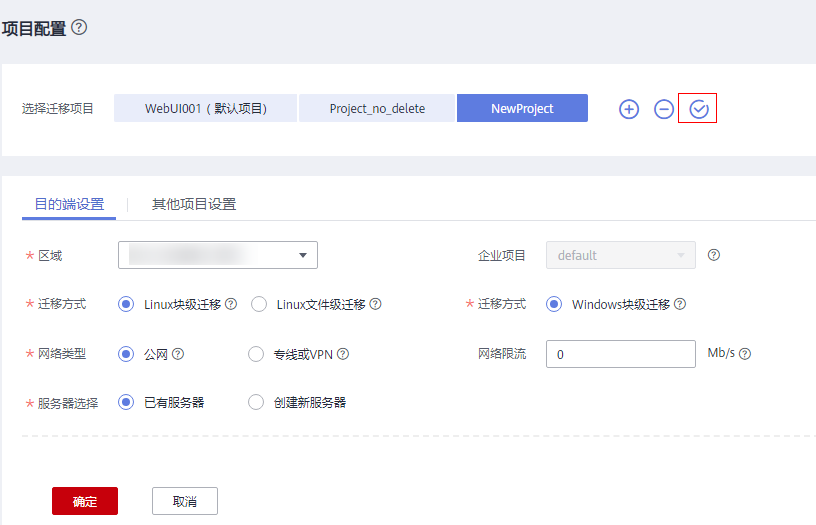 项目配置 ?
选择迁移项目 WebUI001 ( 默认项目) Project_no_delete NewProject
目的端设置 其他项目设置
* 区域 企业项目 default ?
* 迁移方式 Linux块级迁移 ? Linux文件级迁移 ? * 迁移方式 Windows块级迁移 ?
* 网络类型 公网 ? 专线或VPN ? 网络限流 0 Mb/s ?
* 服务器选择 已有服务器 创建新服务器
确定 取消